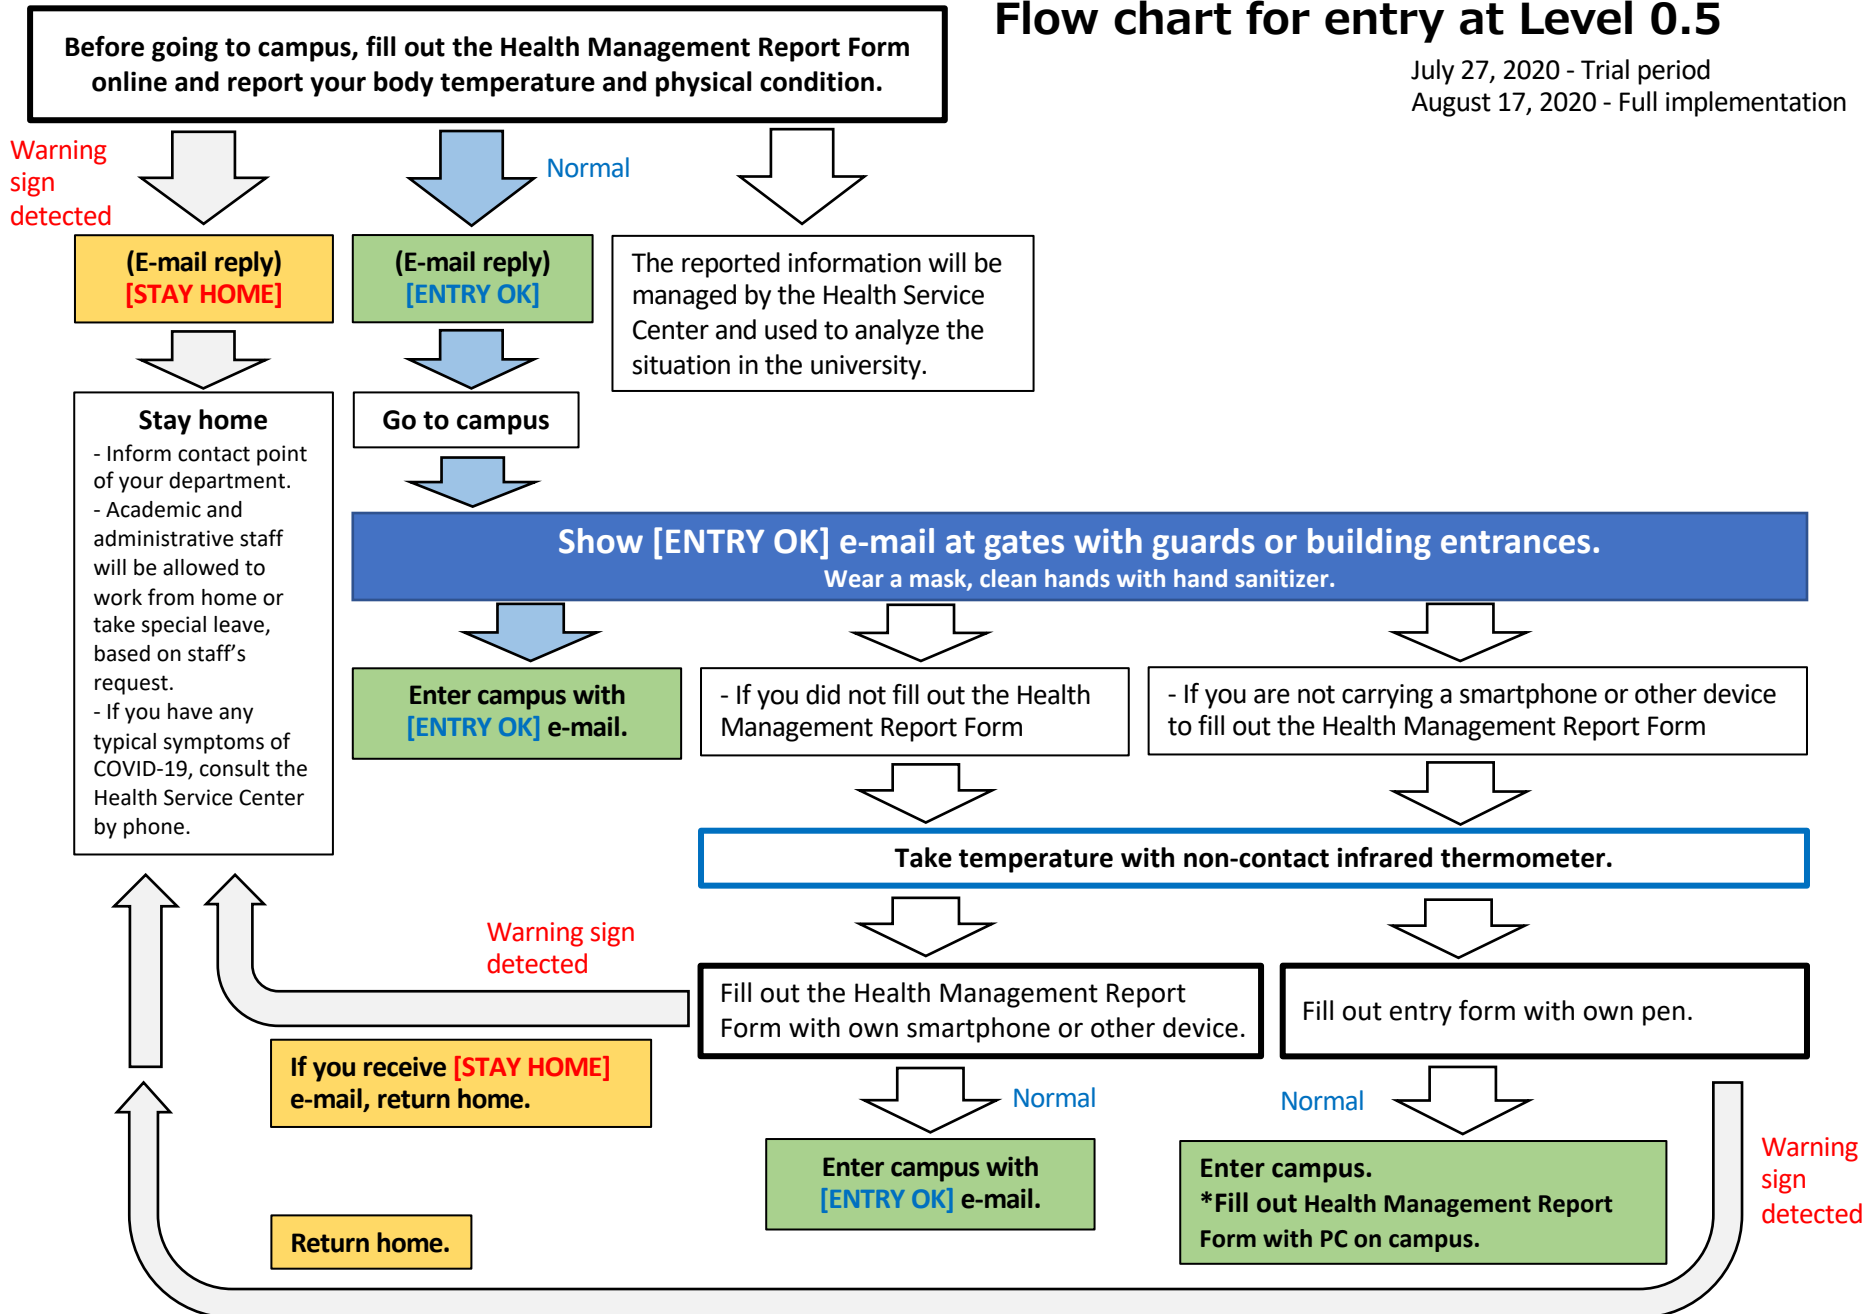 Flow chart for entry at Level 0.5
July 27, 2020 - Trial period
August 17, 2020 - Full implementation
Before going to campus, fill out the Health Management Report Form
online and report your body temperature and physical condition.
Warning
sign
detected
Normal
(E-mail reply)
[STAY HOME]
(E-mail reply)
[ENTRY OK]
The reported information will be
managed by the Health Service
Center and used to analyze the
situation in the university.
Stay home
- Inform contact point
of your department.
- Academic and
administrative staff
will be allowed to
work from home or
take special leave,
based on staff's
request.
- If you have any
typical symptoms of
COVID-19, consult the
Health Service Center
by phone.
Go to campus
Show [ENTRY OK] e-mail at gates with guards or building entrances.
Wear a mask, clean hands with hand sanitizer.
Enter campus with
[ENTRY OK] e-mail.
- If you did not fill out the Health
Management Report Form
- If you are not carrying a smartphone or other device
to fill out the Health Management Report Form
Take temperature with non-contact infrared thermometer.
Warning sign
detected
Fill out the Health Management Report
Form with own smartphone or other device.
Fill out entry form with own pen.
If you receive [STAY HOME]
e-mail, return home.
Normal
Normal
Enter campus with
[ENTRY OK] e-mail.
Enter campus.
*Fill out Health Management Report
Form with PC on campus.
Warning
sign
detected
Return home.